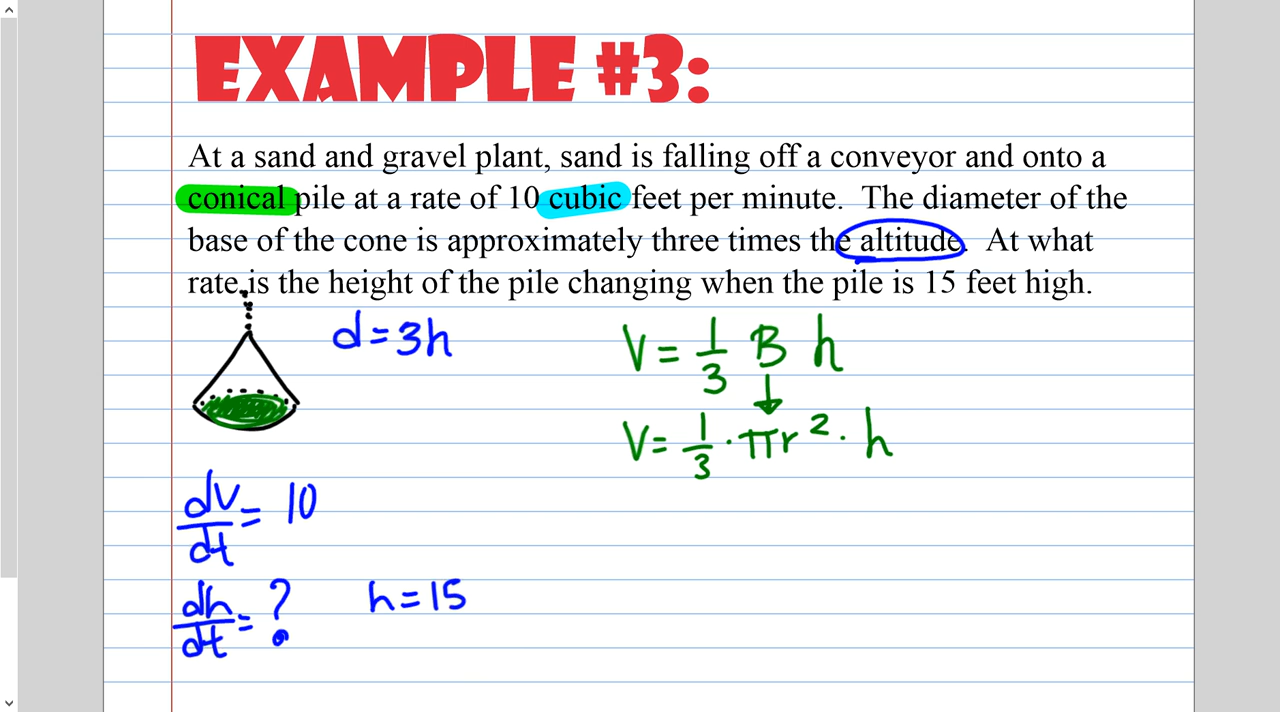 EXAMPLE #3:
At a sand and gravel plant, sand is falling off a conveyor and onto a
conical pile at a rate of 10 cubic feet per minute. The diameter of the
base of the cone is approximately three times the altitude. At what
rate is the height of the pile changing when the pile is 15 feet high.
d=3h
V = 1/3 B h
V = 1/3 · πr² · h
dV/dt = 10
dh/dt = ?
h=15